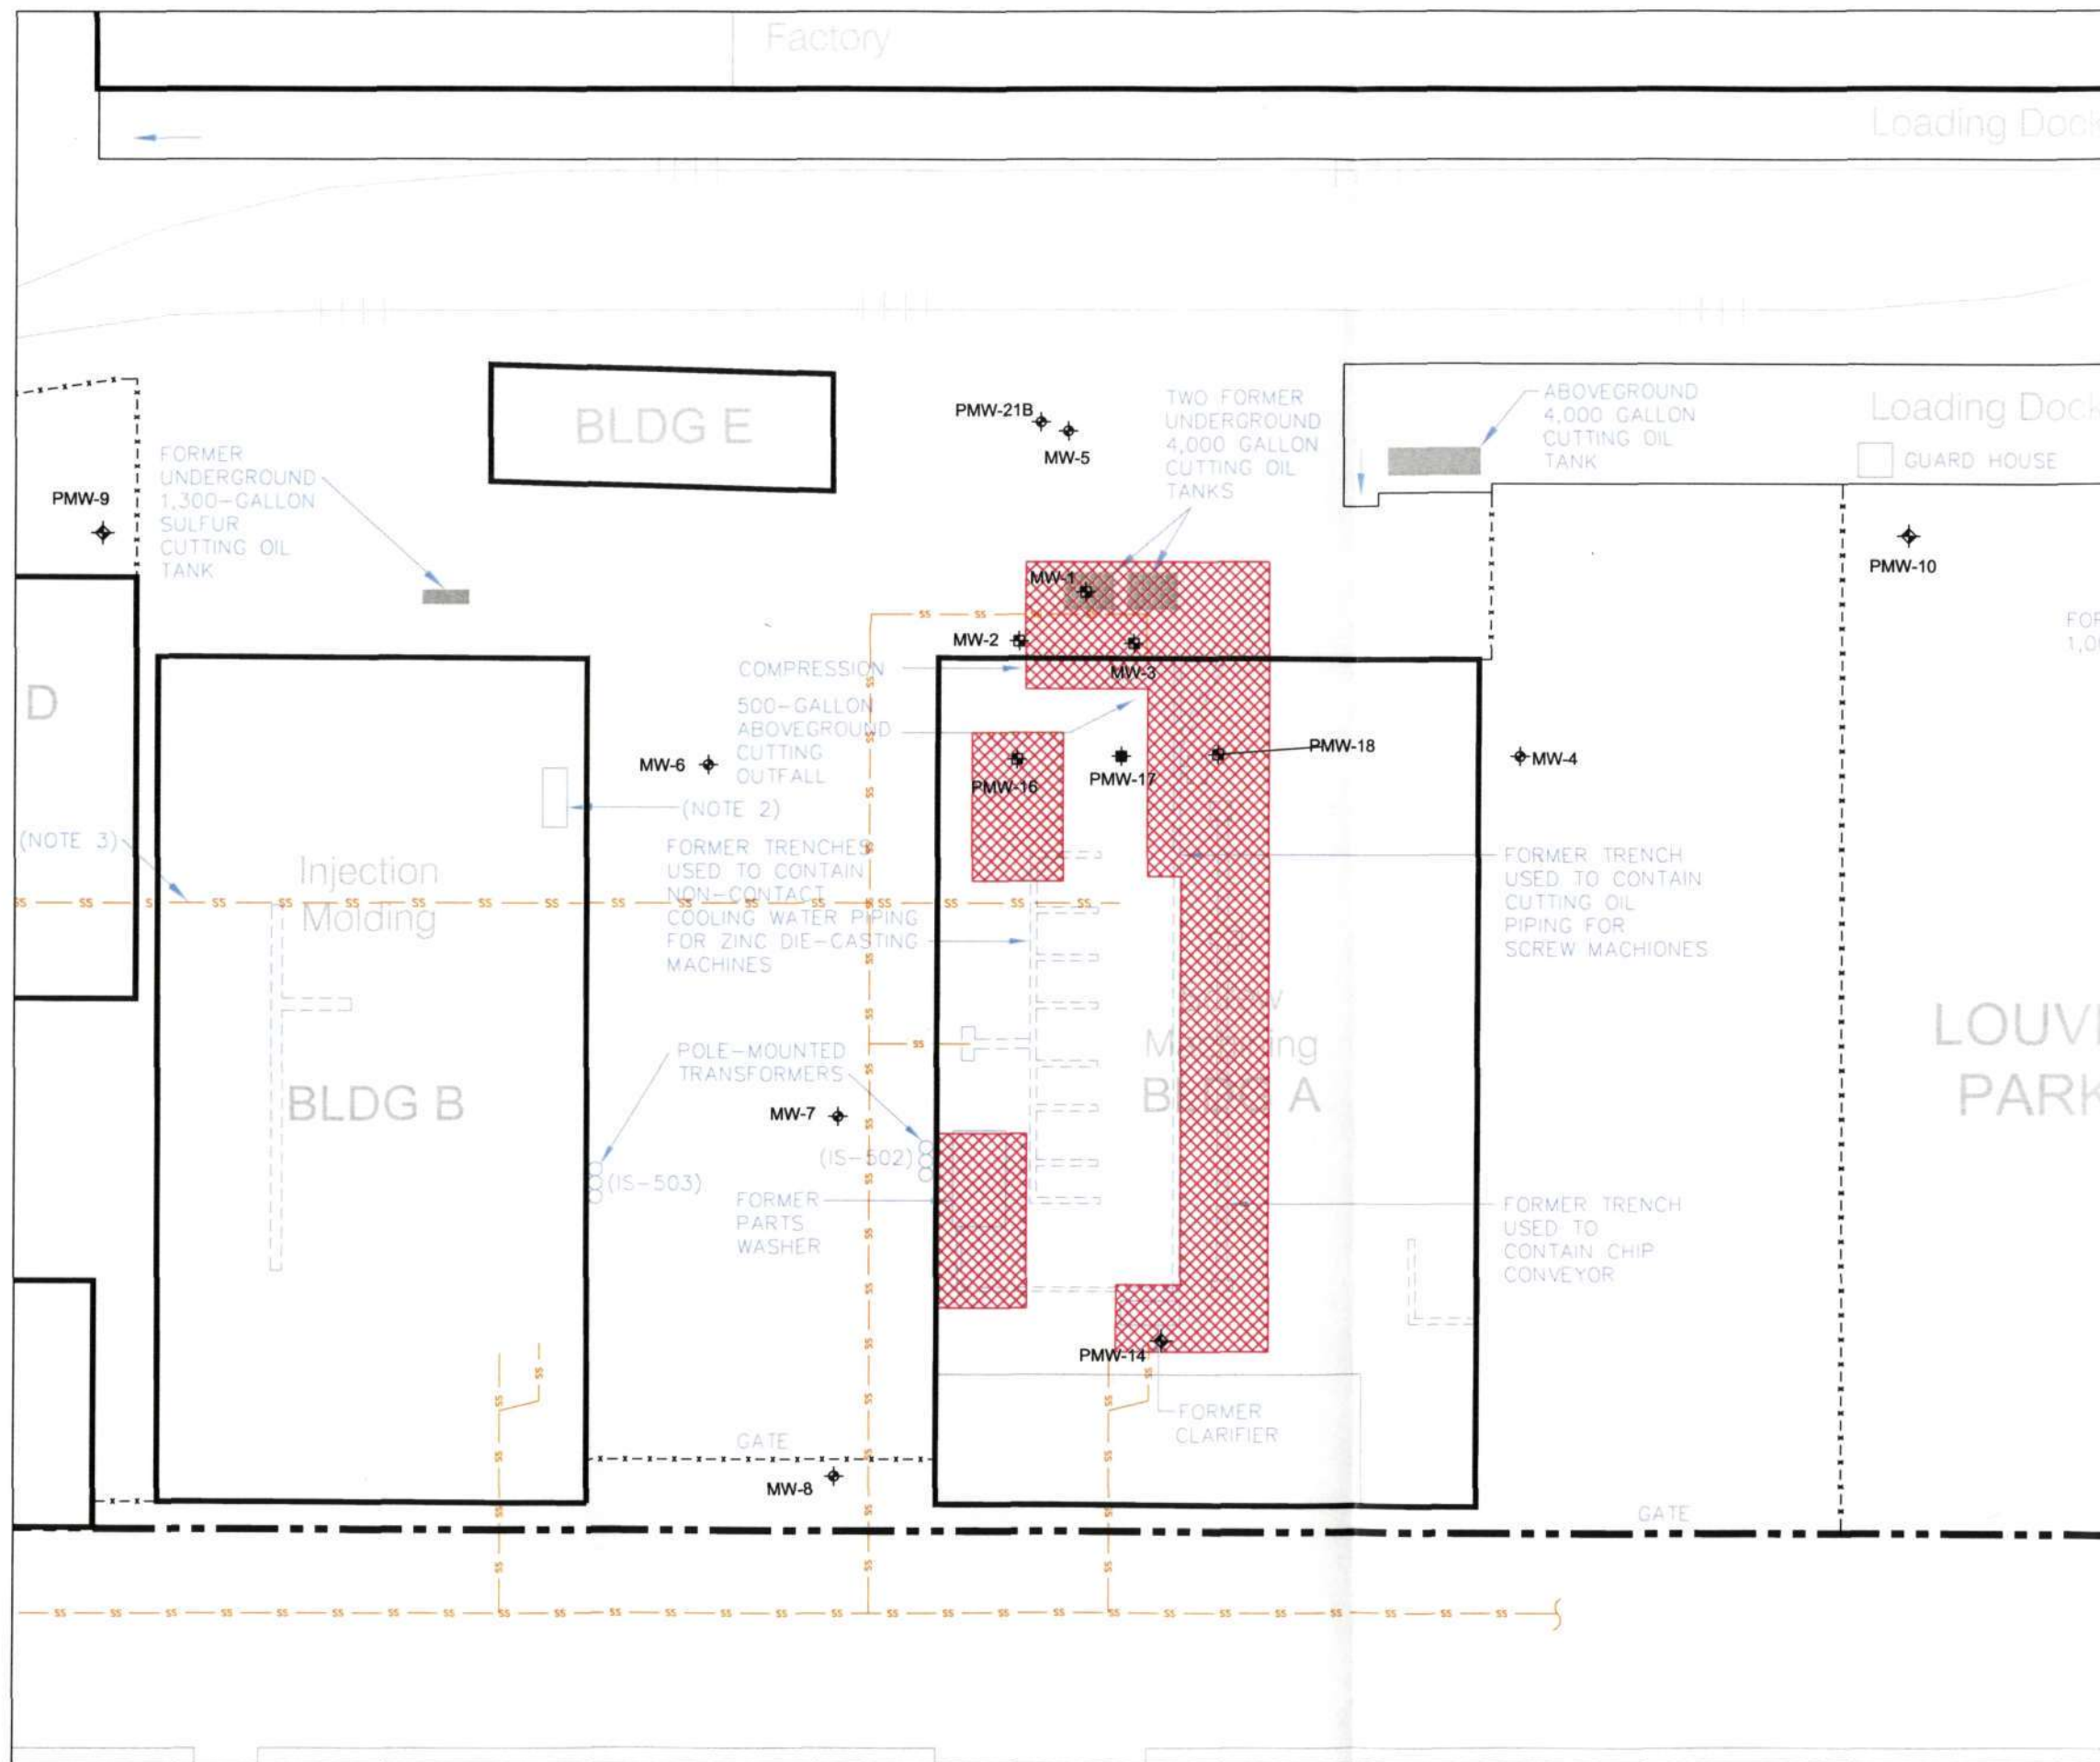 Factory
Loading Dock
BLDG E
PMW-21B
MW-5
TWO FORMER
UNDERGROUND
4,000 GALLON
CUTTING OIL
TANKS
ABOVEGROUND
4,000 GALLON
CUTTING OIL
TANK
Loading Dock
GUARD HOUSE
FORMER
UNDERGROUND
1,300-GALLON
SULFUR
CUTTING OIL
TANK
PMW-9
PMW-10
MW-1
MW-2
MW-3
COMPRESSION
500-GALLON
ABOVEGROUND
CUTTING
OUTFALL
D
MW-6
PMW-16
PMW-17
PMW-18
MW-4
(NOTE 2)
(NOTE 3)
Injection
Molding
BLDG B
FORMER TRENCHES
USED TO CONTAIN
NON-CONTACT
COOLING WATER PIPING
FOR ZINC DIE-CASTING
MACHINES
FORMER TRENCH
USED TO CONTAIN
CUTTING OIL
PIPING FOR
SCREW MACHIONES
POLE-MOUNTED
TRANSFORMERS
MW-7
(IS-502)
(IS-503)
FORMER
PARTS
WASHER
A
FORMER TRENCH
USED TO
CONTAIN CHIP
CONVEYOR
PMW-14
FORMER
CLARIFIER
GATE
MW-8
GATE